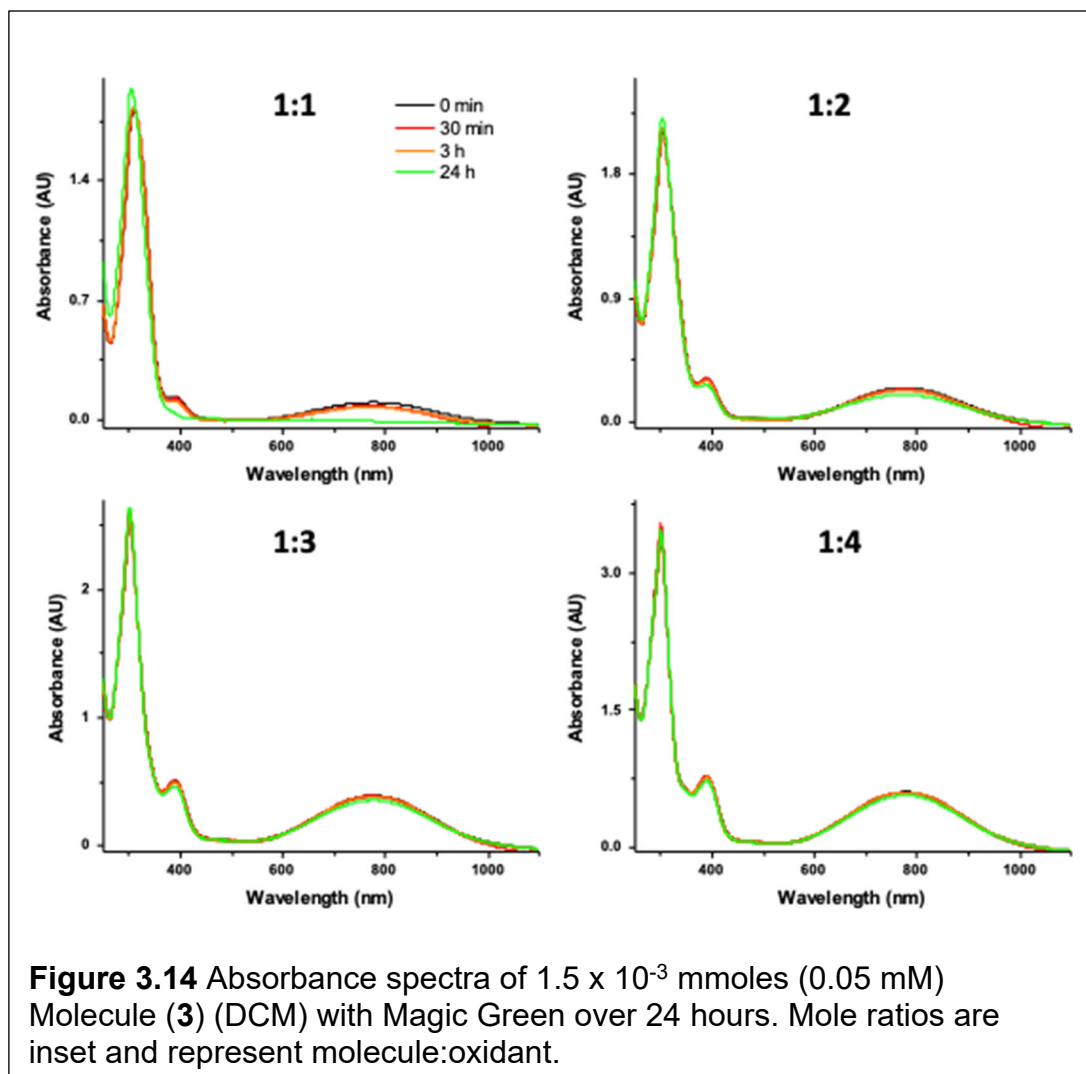 1:1
0 min
30 min
3 h
24 h
1.4
0.7
0.0
Absorbance (AU)
400 600 800 1000
Wavelength (nm)
1:2
1.8
0.9
0.0
Absorbance (AU)
400 600 800 1000
Wavelength (nm)
1:3
2
1
0
Absorbance (AU)
400 600 800 1000
Wavelength (nm)
1:4
3.0
1.5
0.0
Absorbance (AU)
400 600 800 1000
Wavelength (nm)
Figure 3.14 Absorbance spectra of 1.5 x 10⁻³ mmoles (0.05 mM)
Molecule (3) (DCM) with Magic Green over 24 hours. Mole ratios are
inset and represent molecule:oxidant.